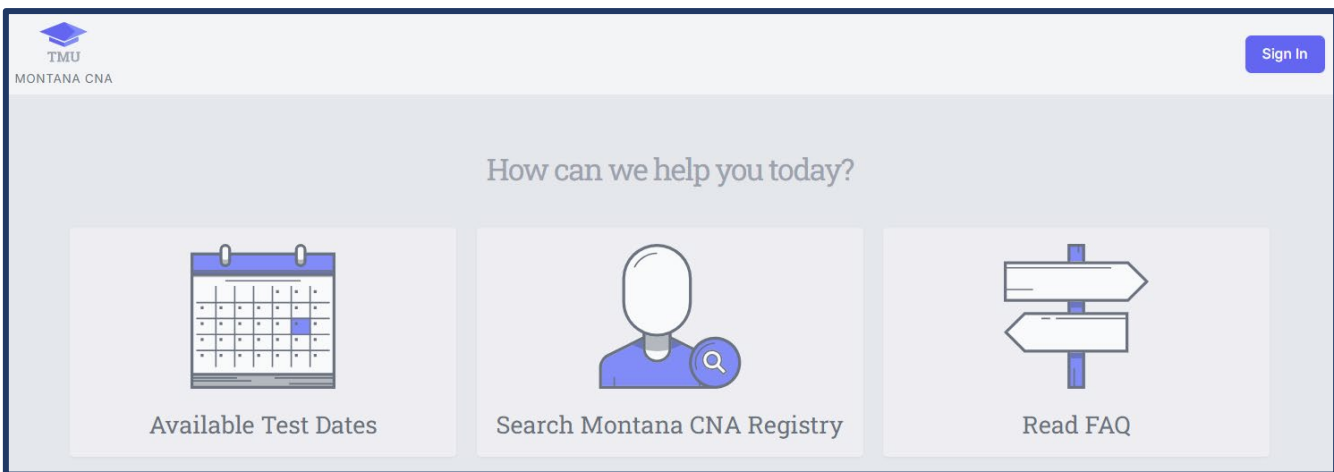 TMU
MONTANA CNA
Sign In
How can we help you today?
Available Test Dates
Search Montana CNA Registry
Read FAQ